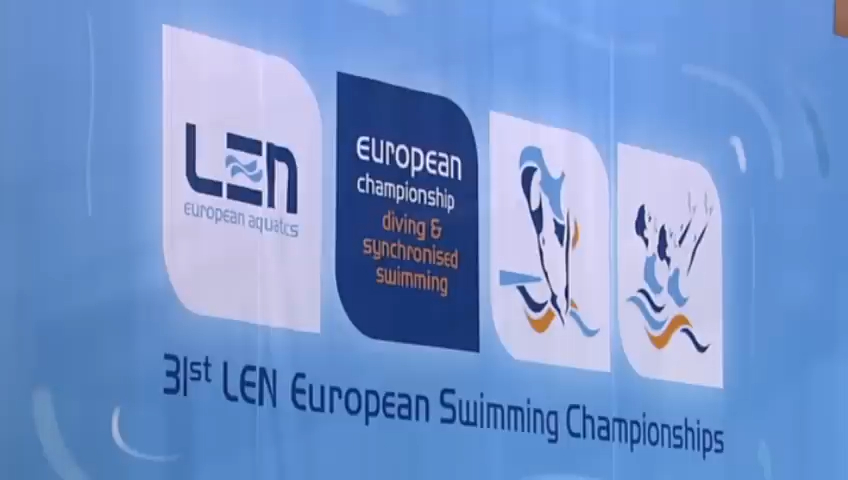 LEN
european aquatics
european
championship
diving &
synchronised
swimming
31st LEN European Swimming Championships